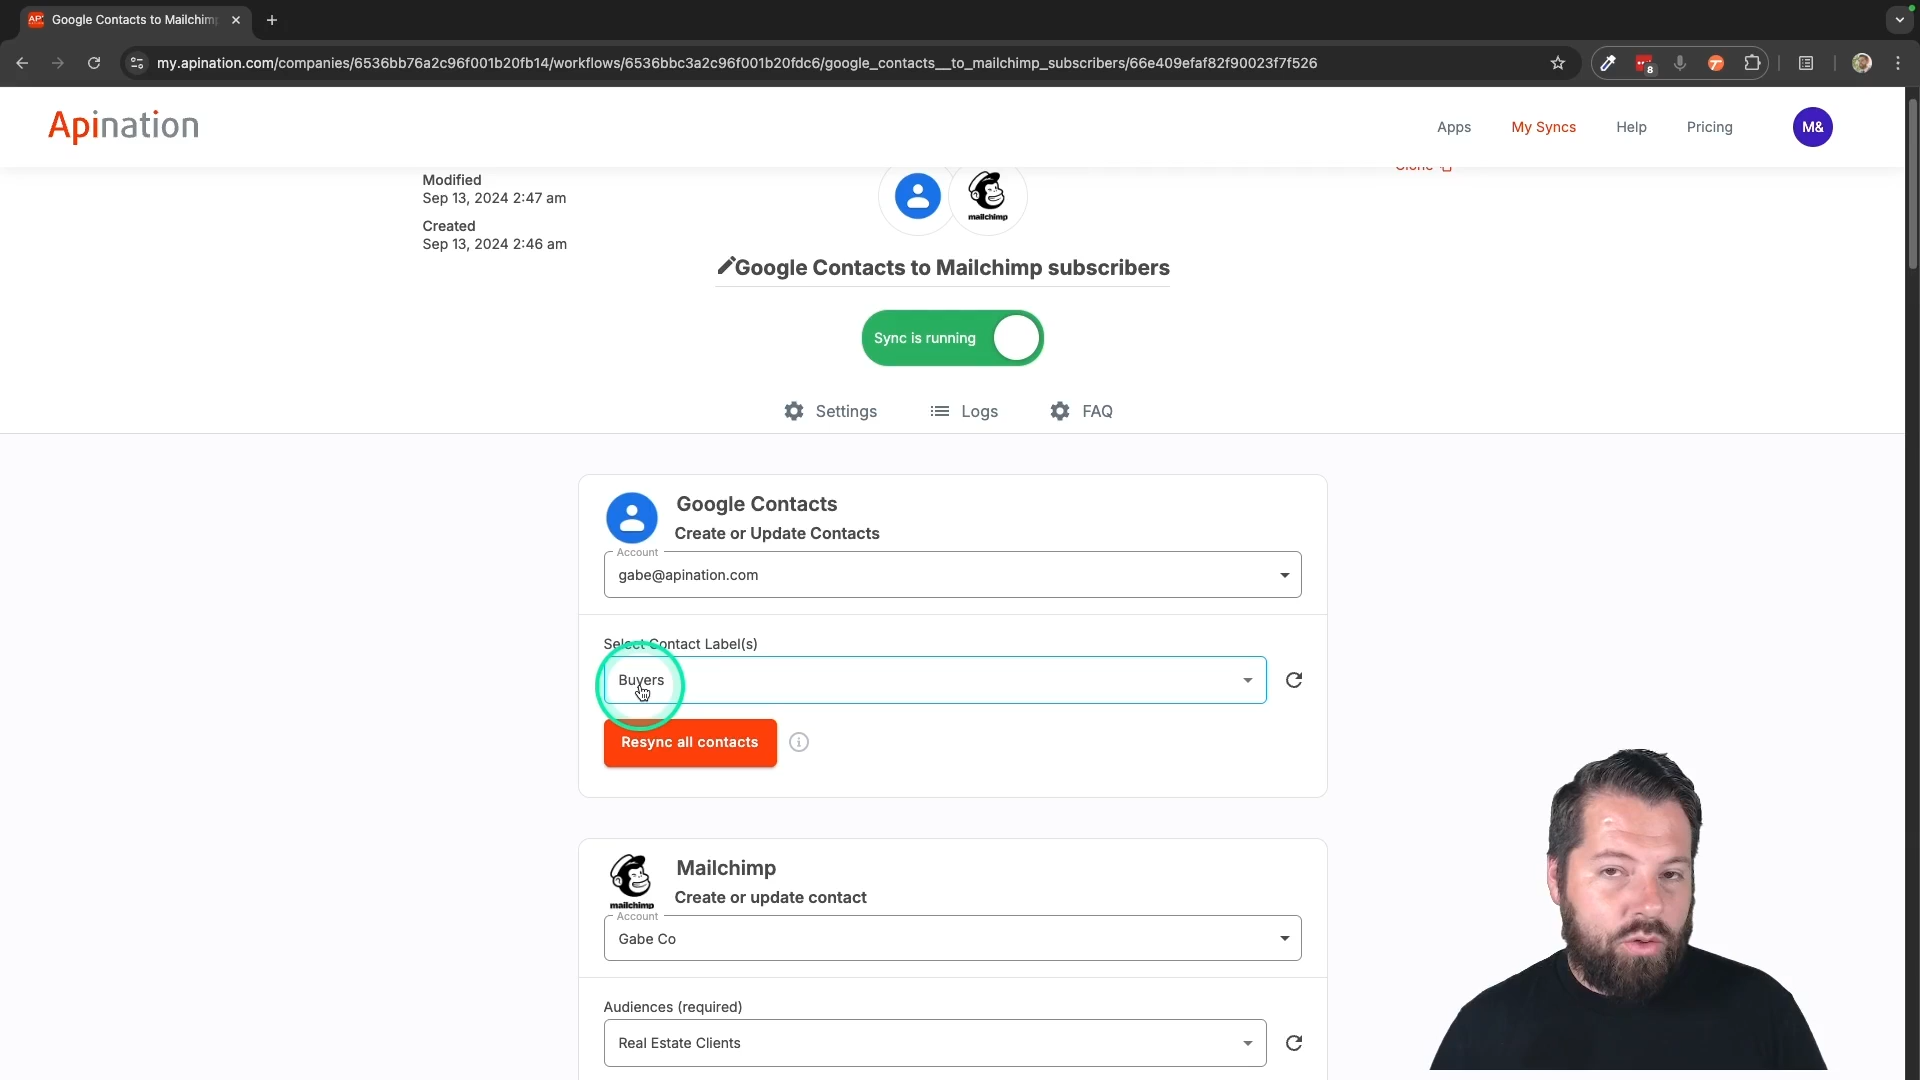 Google Contacts to Mailchimp
my.apination.com/companies/6536bb76a2c96f001b20fb14/workflows/6536bbc3a2c96f001b20fdc6/google_contacts__to_mailchimp_subscribers/66e409efaf82f90023f7f526
8
Apination
Apps
My Syncs
Help
Pricing
M&
Clone
Modified
Sep 13, 2024 2:47 am
Created
Sep 13, 2024 2:46 am
mailchimp
Google Contacts to Mailchimp subscribers
Sync is running
Settings
Logs
FAQ
Google Contacts
Create or Update Contacts
Account
gabe@apination.com
Select Contact Label(s)
Buyers
Resync all contacts
Mailchimp
mailchimp
Create or update contact
Account
Gabe Co
Audiences (required)
Real Estate Clients